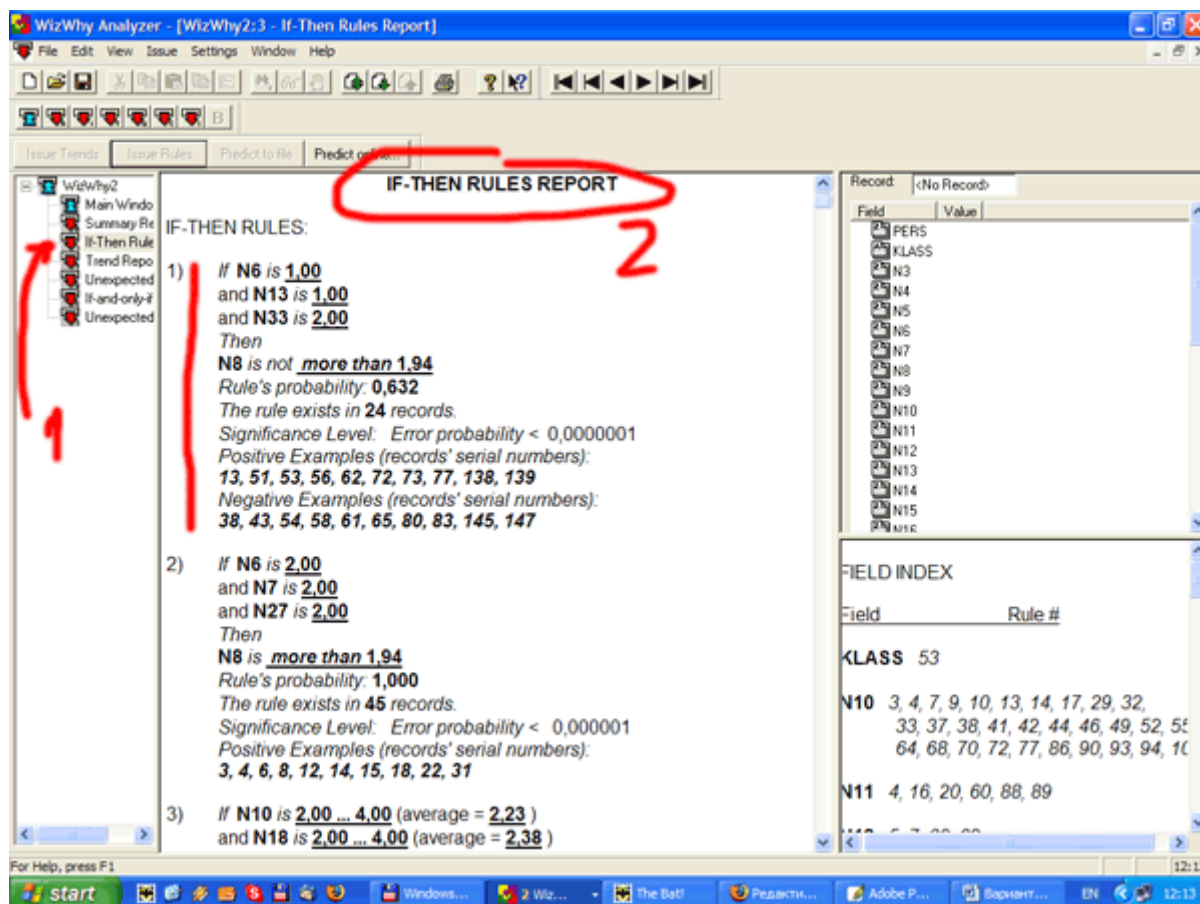 WizWhy Analyzer - [WizWhy2:3 - If-Then Rules Report]
File Edit View Issue Settings Window Help
Issue Trends Issue Rules Predict to file Predict online...
WizWhy2
Main Windo
Summary Re
If-Then Rule
Trend Repo
Unexpected
If-and-only-if
Unexpected
1
IF-THEN RULES REPORT
2
IF-THEN RULES:
1) If N6 is 1,00
and N13 is 1,00
and N33 is 2,00
Then
N8 is not more than 1,94
Rule's probability: 0,632
The rule exists in 24 records.
Significance Level: Error probability < 0,0000001
Positive Examples (records' serial numbers):
13, 51, 53, 56, 62, 72, 73, 77, 138, 139
Negative Examples (records' serial numbers):
38, 43, 54, 58, 61, 65, 80, 83, 145, 147
2) If N6 is 2,00
and N7 is 2,00
and N27 is 2,00
Then
N8 is more than 1,94
Rule's probability: 1,000
The rule exists in 45 records.
Significance Level: Error probability < 0,000001
Positive Examples (records' serial numbers):
3, 4, 6, 8, 12, 14, 15, 18, 22, 31
3) If N10 is 2,00 ... 4,00 (average = 2,23 )
and N18 is 2,00 ... 4,00 (average = 2,38 )
Record: <No Record>
Field Value
PERS
KLASS
N3
N4
N5
N6
N7
N8
N9
N10
N11
N12
N13
N14
N15
N16
FIELD INDEX
Field Rule #
KLASS 53
N10 3, 4, 7, 9, 10, 13, 14, 17, 29, 32,
33, 37, 38, 41, 42, 44, 46, 49, 52, 55
64, 68, 70, 72, 77, 86, 90, 93, 94, 10
N11 4, 16, 20, 60, 88, 89
For Help, press F1
12:1
start Windows... 2 Wiz... The Bat! Редакти... Adobe P... Вариант... EN 12:13